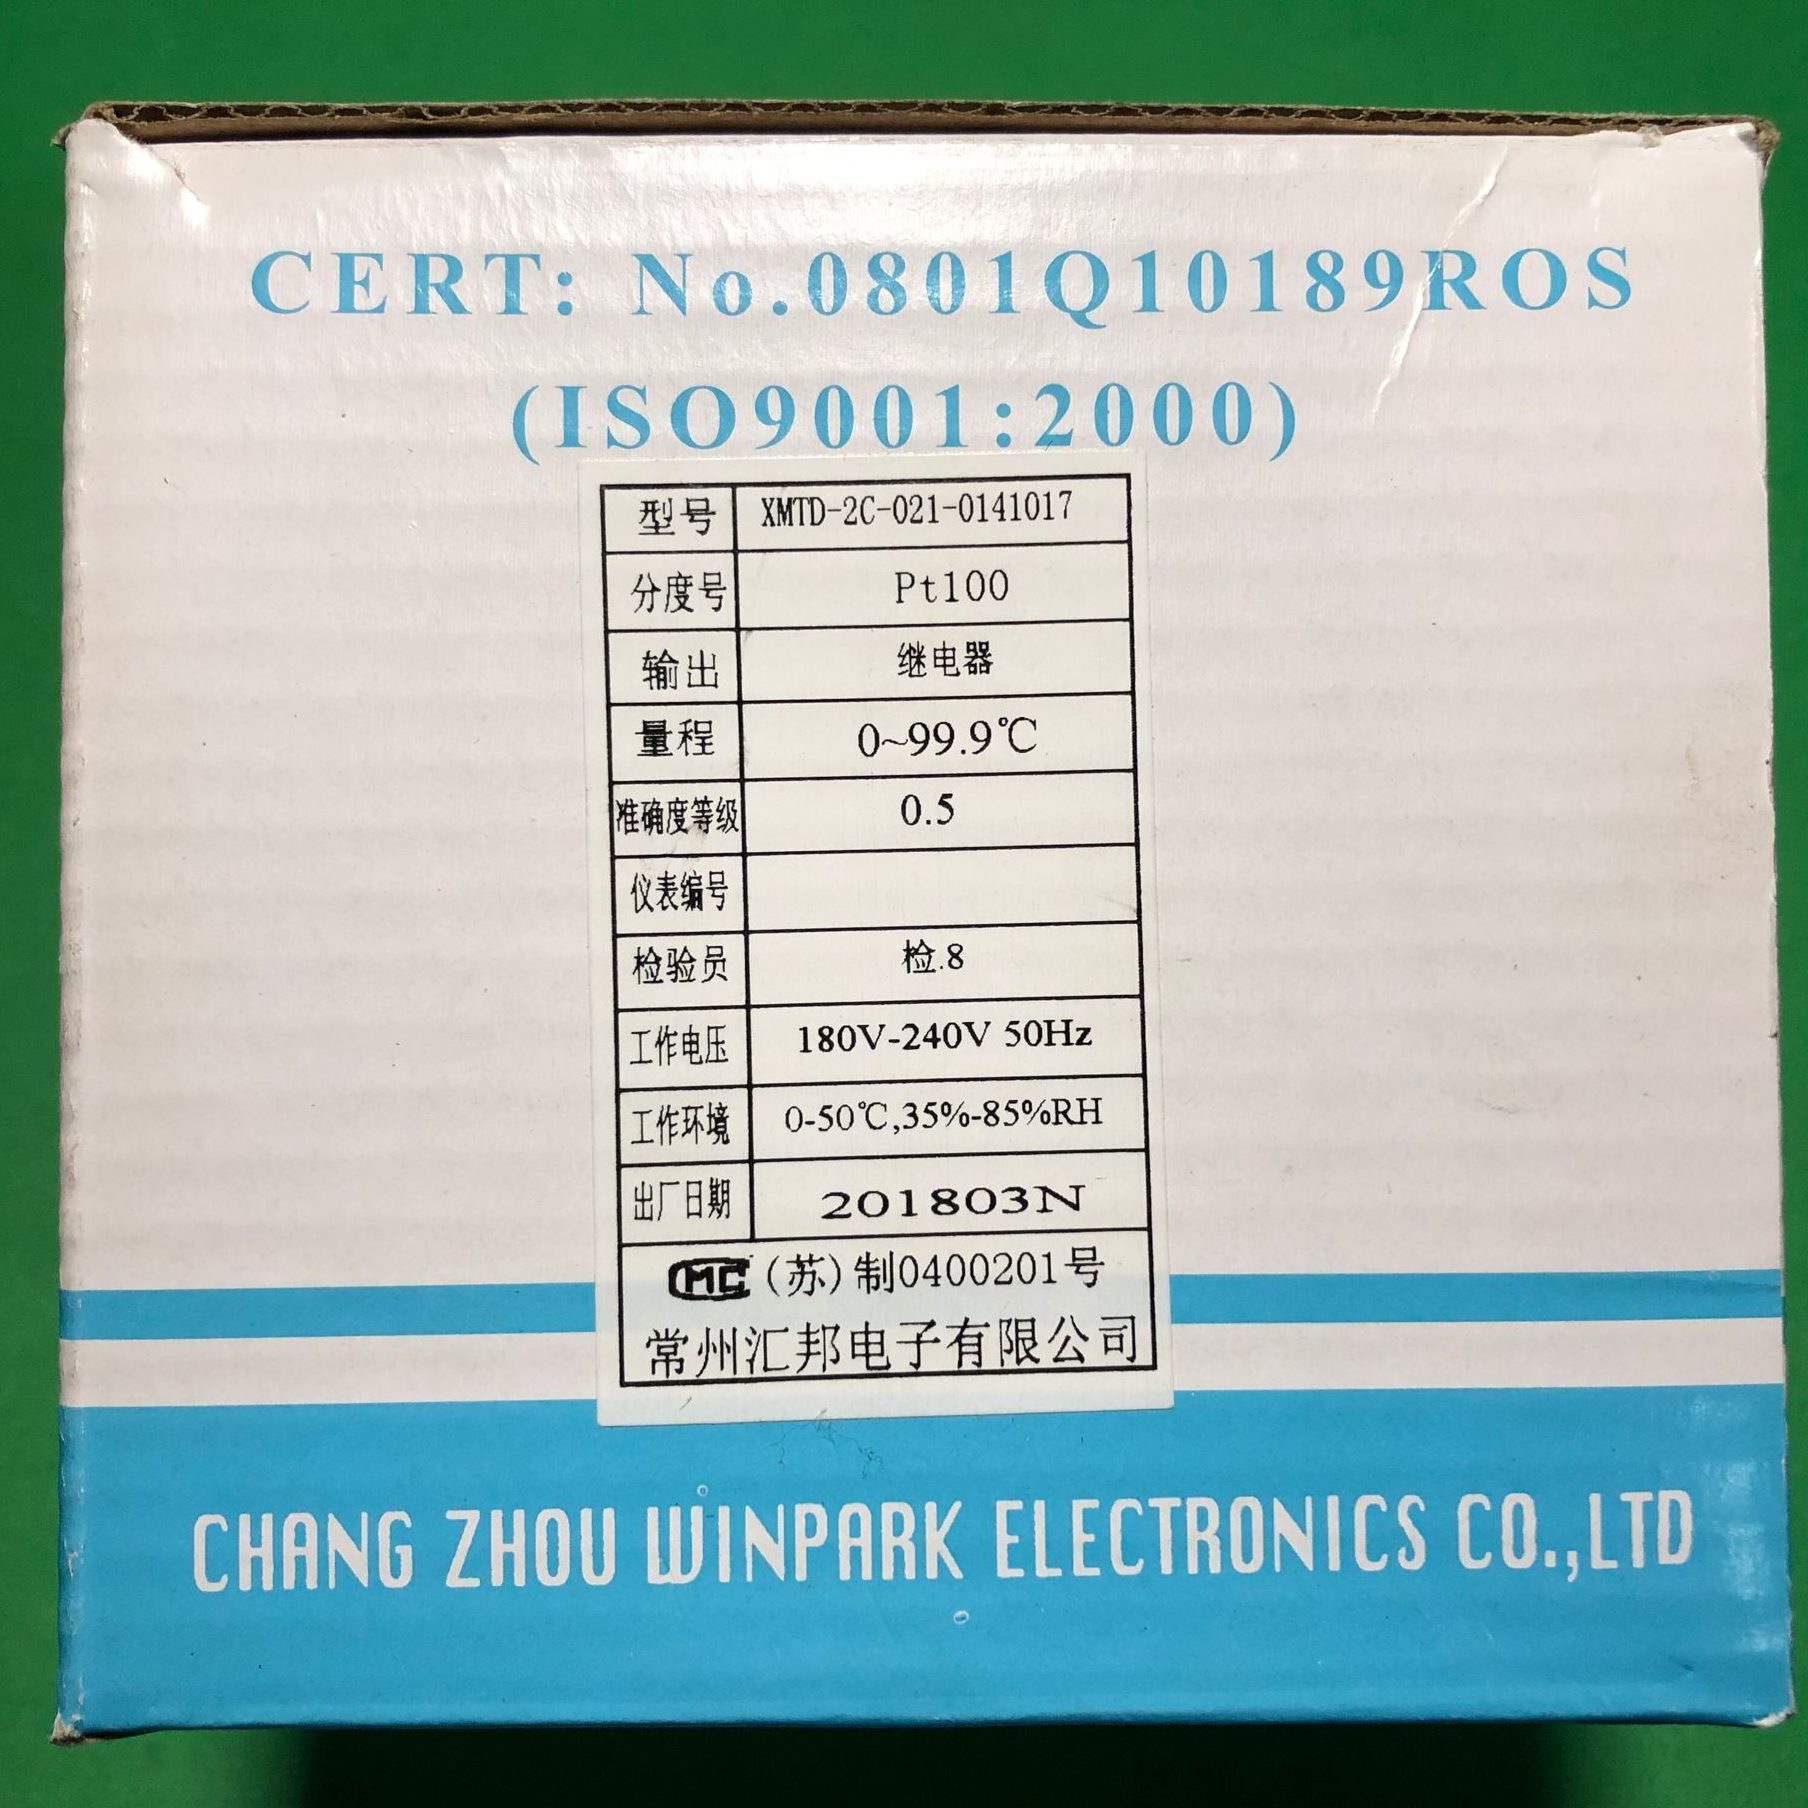 CERT: No.0801Q10189ROS
(ISO9001:2000)
型号 XMTD-2C-021-0141017
分度号 Pt100
输出 继电器
量程 0~99.9℃
准确度等级 0.5
仪表编号
检验员 检.8
工作电压 180V-240V 50Hz
工作环境 0-50℃,35%-85%RH
出厂日期 201803N
MC (苏)制0400201号
常州汇邦电子有限公司
CHANG ZHOU WINPARK ELECTRONICS CO.,LTD